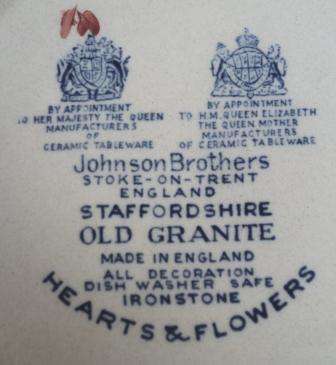 BY APPOINTMENT
TO HER MAJESTY THE QUEEN
MANUFACTURERS
OF
CERAMIC TABLEWARE
BY APPOINTMENT
TO H.M. QUEEN ELIZABETH
THE QUEEN MOTHER
MANUFACTURERS
OF CERAMIC TABLEWARE
Johnson Brothers
STOKE-ON-TRENT
ENGLAND
STAFFORDSHIRE
OLD GRANITE
MADE IN ENGLAND
ALL DECORATION
DISH WASHER SAFE
IRONSTONE
HEARTS & FLOWERS